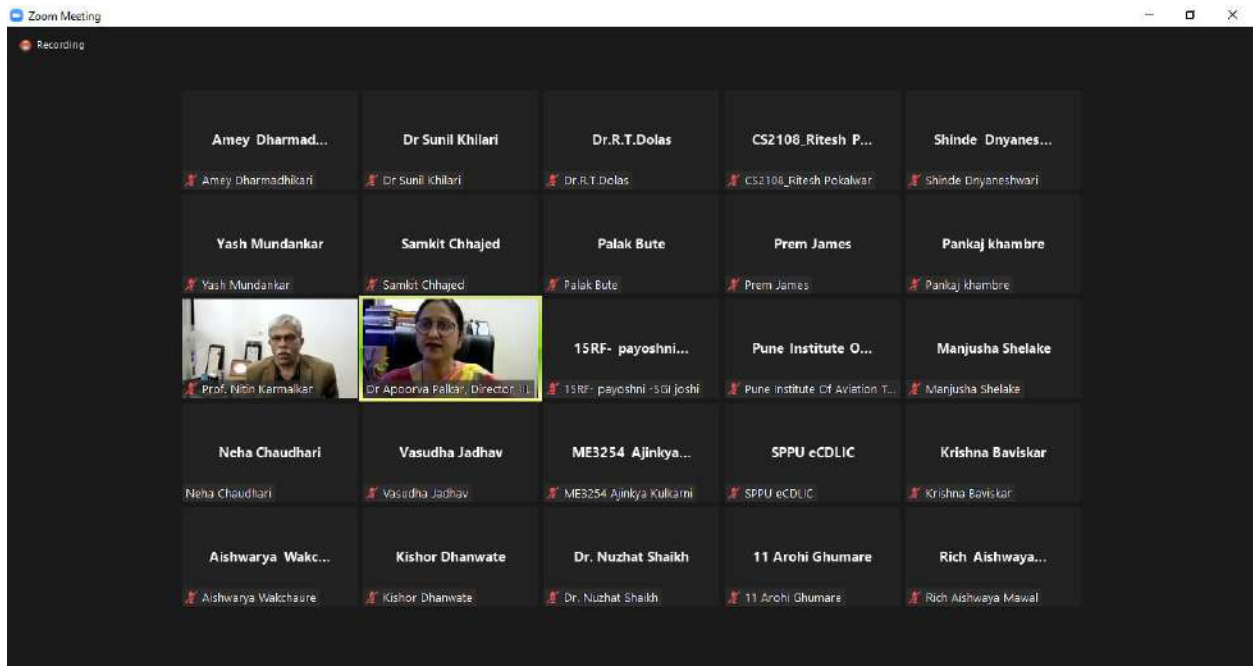 Zoom Meeting
Recording
Amey Dharmad...
Dr Sunil Khilari
Dr.R.T.Dolas
CS2108_Ritesh P...
Shinde Dnyanes...
Amey Dharmadhikari
Dr Sunil Khilari
Dr.R.T.Dolas
CS2108_Ritesh Pokalwar
Shinde Dnyaneshwari
Yash Mundankar
Samkit Chhajed
Palak Bute
Prem James
Pankaj khambre
Yash Mundankar
Samkit Chhajed
Palak Bute
Prem James
Pankaj khambre
15RF- payoshni...
Pune Institute O...
Manjusha Shelake
Prof. Nitin Karmalkar
Dr Apoorva Palkar, Director
15RF- payoshni -SGI joshi
Pune Institute Of Aviation T...
Manjusha Shelake
Neha Chaudhari
Vasudha Jadhav
ME3254 Ajinkya...
SPPU eCDLIC
Krishna Baviskar
Neha Chaudhari
Vasudha Jadhav
ME3254 Ajinkya Kulkarni
SPPU eCDLIC
Krishna Baviskar
Aishwarya Wakc...
Kishor Dhanwate
Dr. Nuzhat Shaikh
11 Arohi Ghumare
Rich Aishwaya...
Aishwarya Wakchaure
Kishor Dhanwate
Dr. Nuzhat Shaikh
11 Arohi Ghumare
Rich Aishwaya Mawal